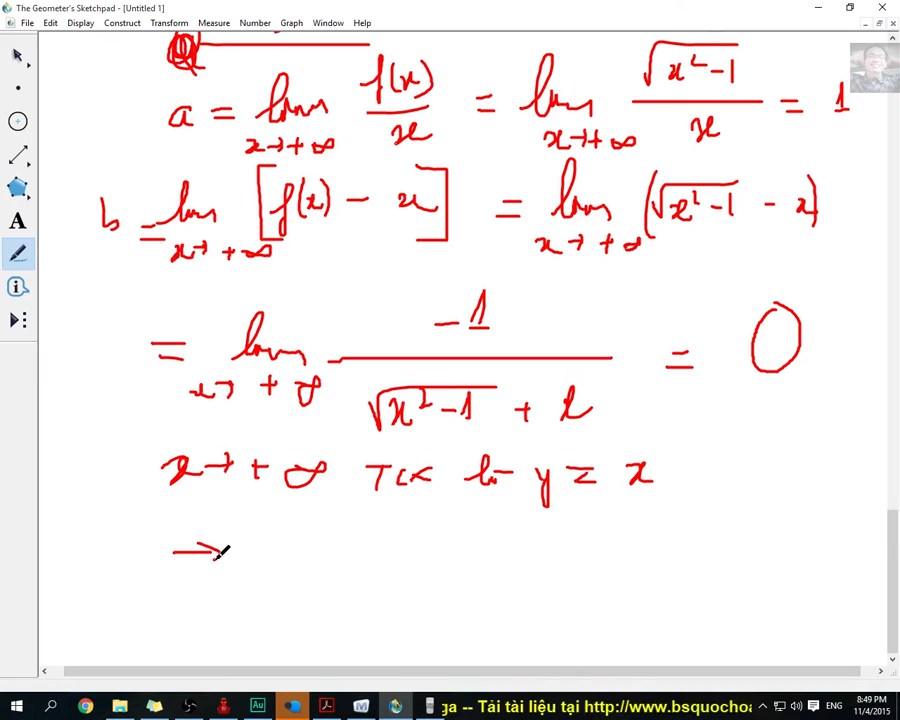 The Geometer's Sketchpad - [Untitled 1]
File Edit Display Construct Transform Measure Number Graph Window Help
a = lim x→+∞ f(x)/x = lim x→+∞ √(x²-1)/x = 1
b = lim x→+∞ [f(x) - x] = lim x→+∞ (√(x²-1) - x)
= lim x→+∞ -1/(√(x²-1) + x) = 0
x→+∞ TCX là y = x
→
A
i
Au
W
ga -- Tải tài liệu tại http://www.bsquochoa
ENG
8:49 PM
11/4/2015